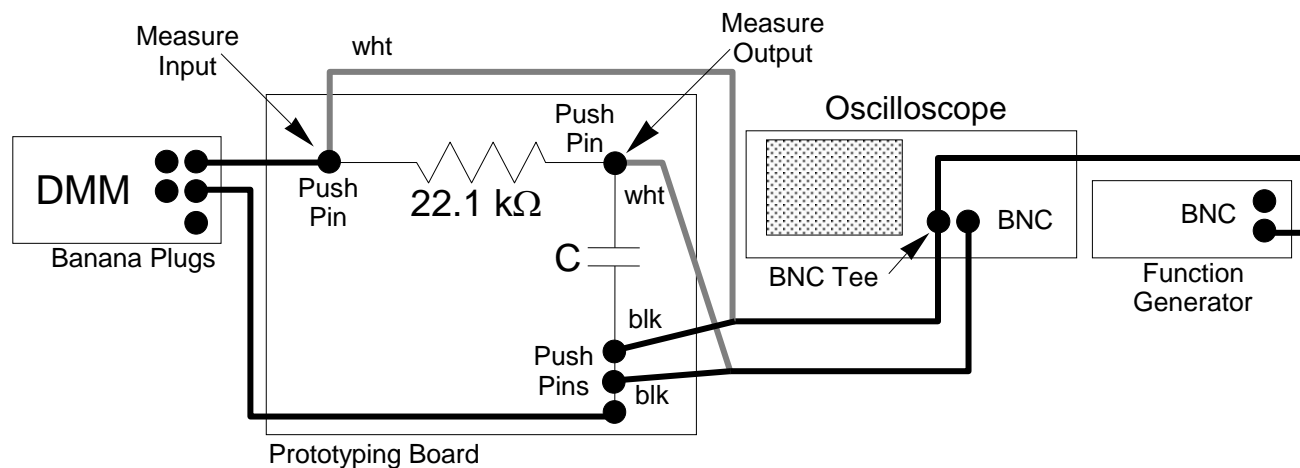 Measure
Input
wht
Measure
Output
Push
Pin
Oscilloscope
DMM
Push
Pin
22.1 kΩ
wht
BNC
BNC
Banana Plugs
C
BNC Tee
Function
Generator
blk
Push
Pins
blk
Prototyping Board